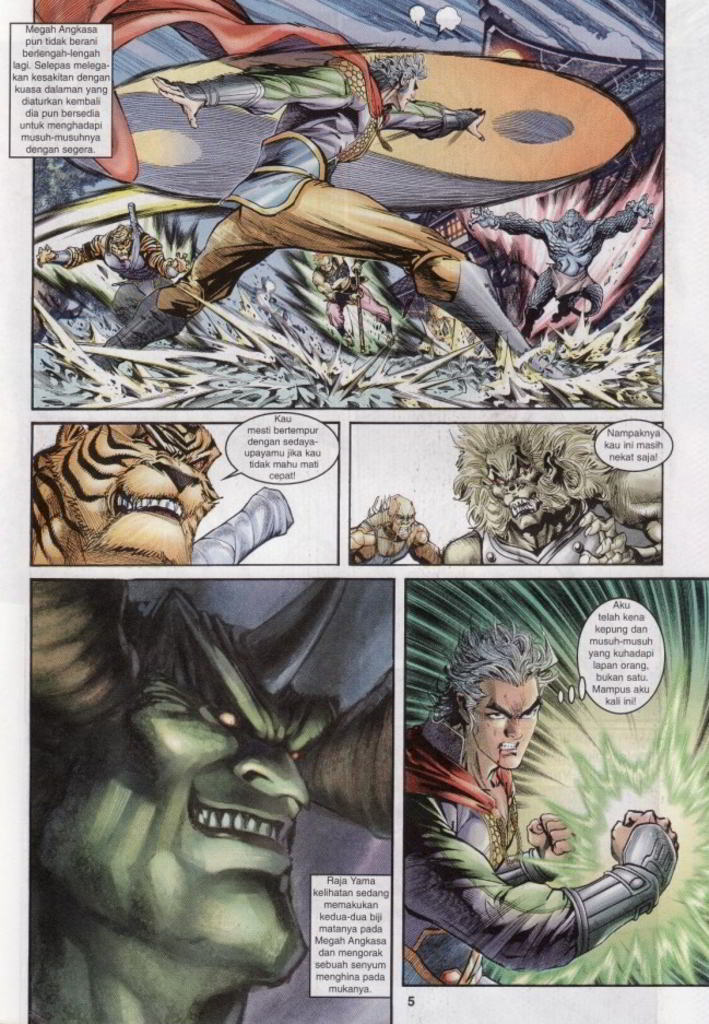 Megah Angkasa
pun tidak berani
berlengah-lengah
lagi. Selepas melega-
kan kesakitan dengan
kuasa dalaman yang
diaturkan kembali
dia pun bersedia
untuk menghadapi
musuh-musuhnya
dengan segera.
Kau
mesti bertempur
dengan sedaya-
upayamu jika kau
tidak mahu mati
cepat!
Nampaknya
kau ini masih
nekat saja!
Raja Yama
kelihatan sedang
memakukan
kedua-dua biji
matanya pada
Megah Angkasa
dan mengorak
sebuah senyum
menghina pada
mukanya.
Aku
telah kena
kepung dan
musuh-musuh
yang kuhadapi
lapan orang,
bukan satu.
Mampus aku
kali ini!
5